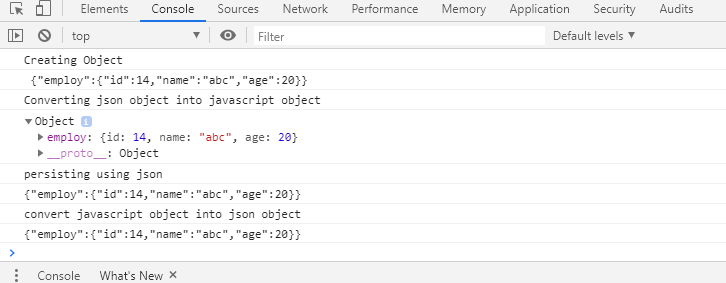 Elements Console Sources Network Performance Memory Application Security Audits
top Filter Default levels
Creating Object
{"employ":{"id":14,"name":"abc","age":20}}
Converting json object into javascript object
Object i
employ: {id: 14, name: "abc", age: 20}
__proto__: Object
persisting using json
{"employ":{"id":14,"name":"abc","age":20}}
convert javascript object into json object
{"employ":{"id":14,"name":"abc","age":20}}
Console What's New